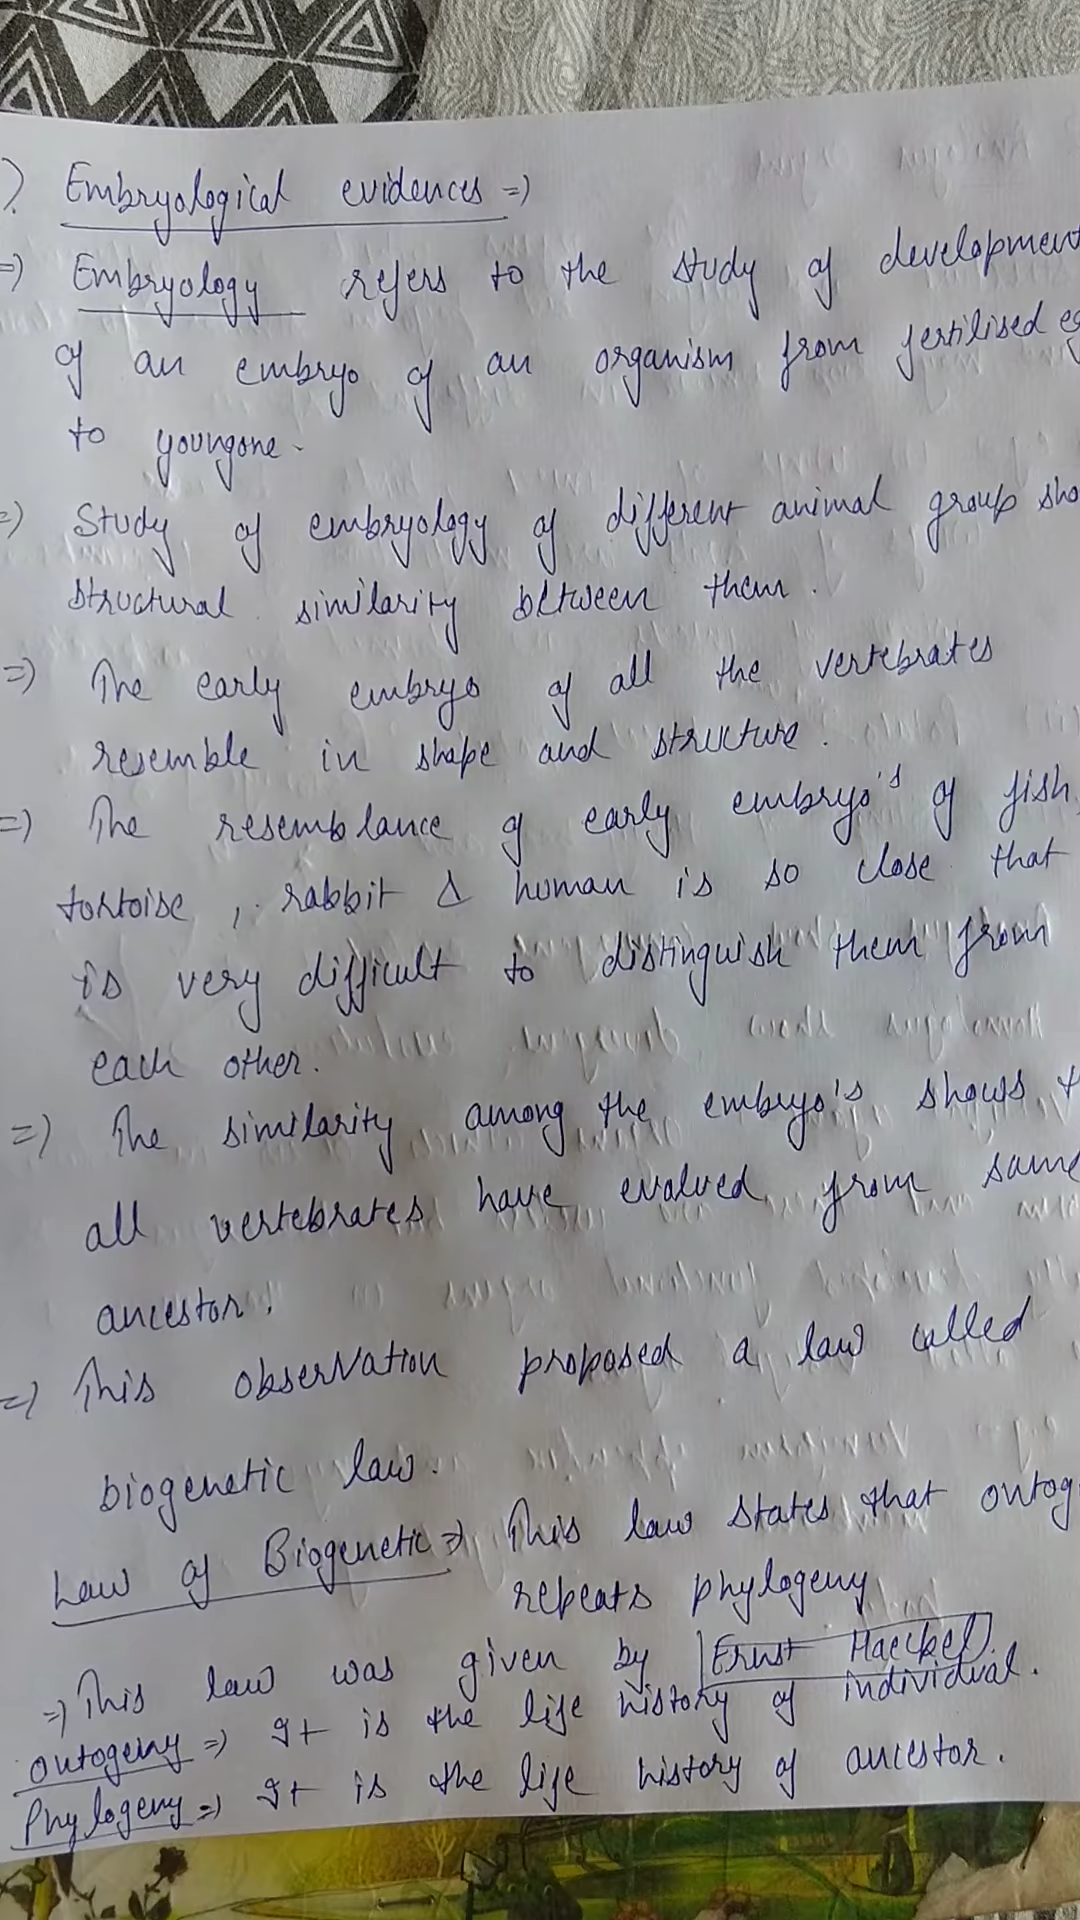 ) Embryological evidences =)
=) Embryology refers to the study of development
of an embryo of an organism from fertilised eg
to youngone.
=) Study of embryology of different animal group sho
structural similarity between them.
=) The early embryo of all the vertebrates
resemble in shape and structure.
=) The resemblance of early embryo's of fish,
tortoise, rabbit & human is so close that
is very difficult to distinguish them from
each other.
=) The similarity among the embryo's shows t
all vertebrates have evolved from same
ancestor.
=) This observation proposed a law called
biogenetic law.
Law of Biogenetic => This law states that ontog
repeats phylogeny
=) This law was given by Ernst Haeckel.
ontogeiny =) It is the life history of individual.
Phylogeny =) It is the life history of ancestor.